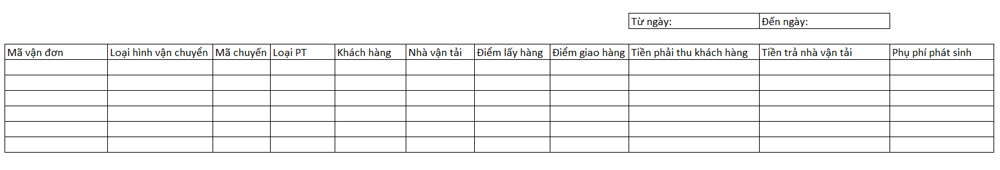 Từ ngày: Đến ngày:
Mã vận đơn Loại hình vận chuyển Mã chuyến Loại PT Khách hàng Nhà vận tải Điểm lấy hàng Điểm giao hàng Tiền phải thu khách hàng Tiền trả nhà vận tải Phụ phí phát sinh